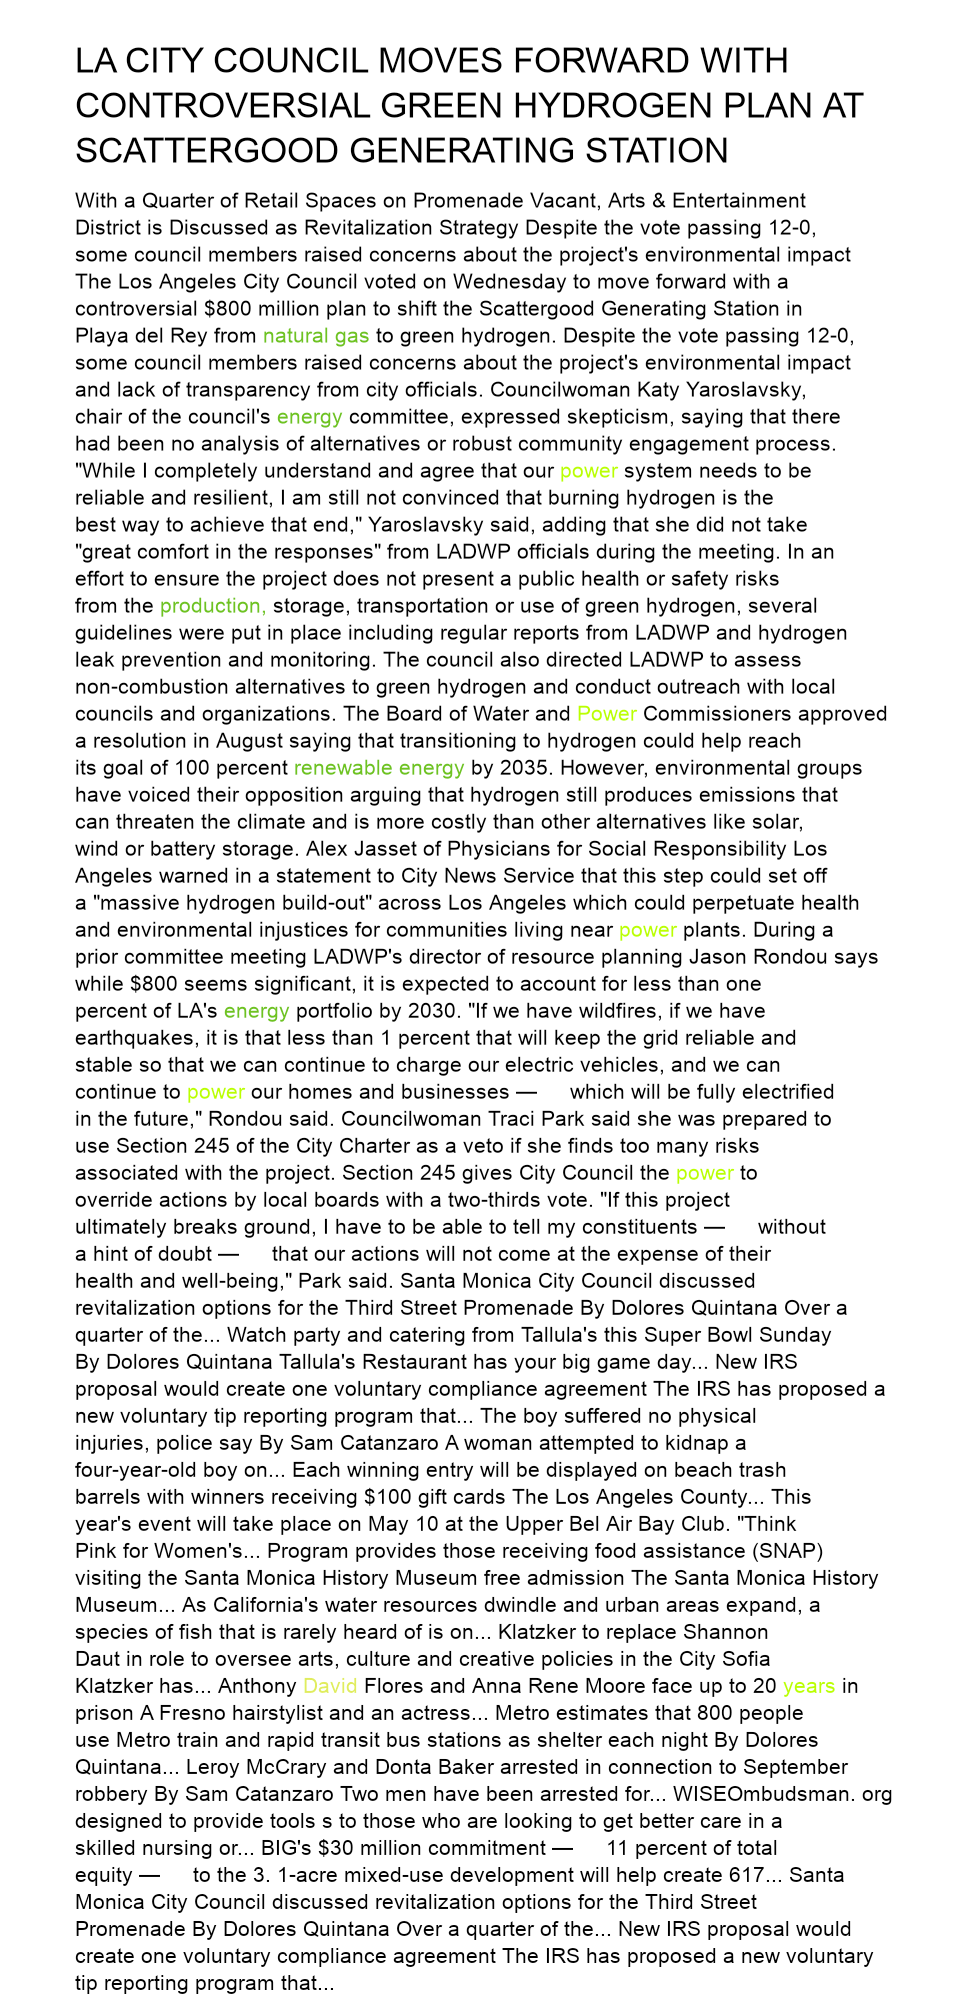 LA CITY COUNCIL MOVES FORWARD WITH
CONTROVERSIAL GREEN HYDROGEN PLAN AT
SCATTERGOOD GENERATING STATION
With a Quarter of Retail Spaces on Promenade Vacant, Arts & Entertainment
District is Discussed as Revitalization Strategy Despite the vote passing 12-0,
some council members raised concerns about the project's environmental impact
The Los Angeles City Council voted on Wednesday to move forward with a
controversial $800 million plan to shift the Scattergood Generating Station in
Playa del Rey from natural gas to green hydrogen. Despite the vote passing 12-0,
some council members raised concerns about the project's environmental impact
and lack of transparency from city officials. Councilwoman Katy Yaroslavsky,
chair of the council's energy committee, expressed skepticism, saying that there
had been no analysis of alternatives or robust community engagement process.
"While I completely understand and agree that our power system needs to be
reliable and resilient, I am still not convinced that burning hydrogen is the
best way to achieve that end," Yaroslavsky said, adding that she did not take
"great comfort in the responses" from LADWP officials during the meeting. In an
effort to ensure the project does not present a public health or safety risks
from the production, storage, transportation or use of green hydrogen, several
guidelines were put in place including regular reports from LADWP and hydrogen
leak prevention and monitoring. The council also directed LADWP to assess
non-combustion alternatives to green hydrogen and conduct outreach with local
councils and organizations. The Board of Water and Power Commissioners approved
a resolution in August saying that transitioning to hydrogen could help reach
its goal of 100 percent renewable energy by 2035. However, environmental groups
have voiced their opposition arguing that hydrogen still produces emissions that
can threaten the climate and is more costly than other alternatives like solar,
wind or battery storage. Alex Jasset of Physicians for Social Responsibility Los
Angeles warned in a statement to City News Service that this step could set off
a "massive hydrogen build-out" across Los Angeles which could perpetuate health
and environmental injustices for communities living near power plants. During a
prior committee meeting LADWP's director of resource planning Jason Rondou says
while $800 seems significant, it is expected to account for less than one
percent of LA's energy portfolio by 2030. "If we have wildfires, if we have
earthquakes, it is that less than 1 percent that will keep the grid reliable and
stable so that we can continue to charge our electric vehicles, and we can
continue to power our homes and businesses — which will be fully electrified
in the future," Rondou said. Councilwoman Traci Park said she was prepared to
use Section 245 of the City Charter as a veto if she finds too many risks
associated with the project. Section 245 gives City Council the power to
override actions by local boards with a two-thirds vote. "If this project
ultimately breaks ground, I have to be able to tell my constituents — without
a hint of doubt — that our actions will not come at the expense of their
health and well-being," Park said. Santa Monica City Council discussed
revitalization options for the Third Street Promenade By Dolores Quintana Over a
quarter of the... Watch party and catering from Tallula's this Super Bowl Sunday
By Dolores Quintana Tallula's Restaurant has your big game day... New IRS
proposal would create one voluntary compliance agreement The IRS has proposed a
new voluntary tip reporting program that... The boy suffered no physical
injuries, police say By Sam Catanzaro A woman attempted to kidnap a
four-year-old boy on... Each winning entry will be displayed on beach trash
barrels with winners receiving $100 gift cards The Los Angeles County... This
year's event will take place on May 10 at the Upper Bel Air Bay Club. "Think
Pink for Women's... Program provides those receiving food assistance (SNAP)
visiting the Santa Monica History Museum free admission The Santa Monica History
Museum... As California's water resources dwindle and urban areas expand, a
species of fish that is rarely heard of is on... Klatzker to replace Shannon
Daut in role to oversee arts, culture and creative policies in the City Sofia
Klatzker has... Anthony David Flores and Anna Rene Moore face up to 20 years in
prison A Fresno hairstylist and an actress... Metro estimates that 800 people
use Metro train and rapid transit bus stations as shelter each night By Dolores
Quintana... Leroy McCrary and Donta Baker arrested in connection to September
robbery By Sam Catanzaro Two men have been arrested for... WISEOmbudsman. org
designed to provide tools s to those who are looking to get better care in a
skilled nursing or... BIG's $30 million commitment — 11 percent of total
equity — to the 3. 1-acre mixed-use development will help create 617... Santa
Monica City Council discussed revitalization options for the Third Street
Promenade By Dolores Quintana Over a quarter of the... New IRS proposal would
create one voluntary compliance agreement The IRS has proposed a new voluntary
tip reporting program that...